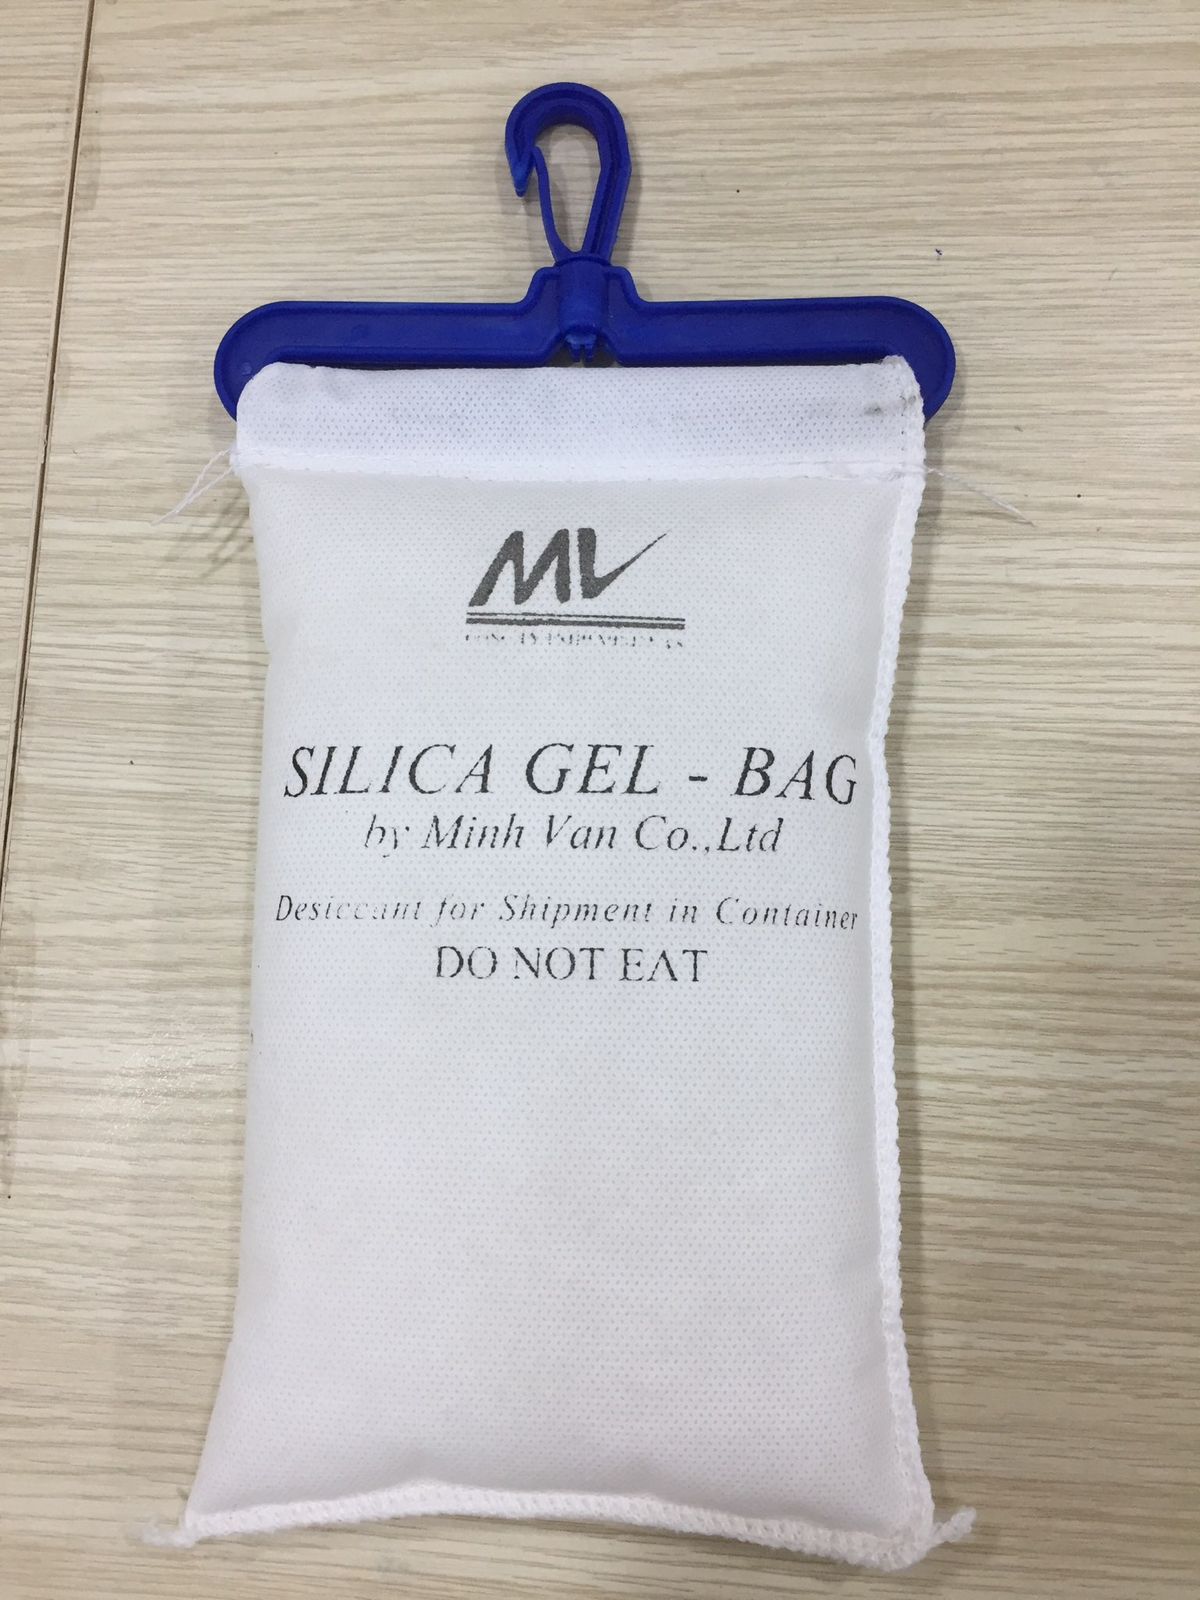 MV
SILICA GEL - BAG
by Minh Van Co.,Ltd
Desiccant for Shipment in Container
DO NOT EAT